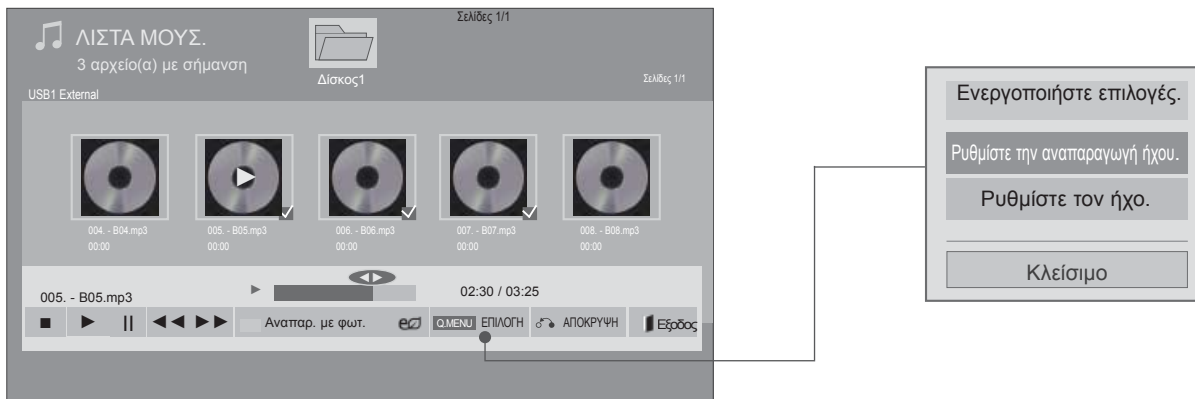 Σελίδες 1/1
ΛΙΣΤΑ ΜΟΥΣ.
3 αρχείο(α) με σήμανση
Δίσκος1
Σελίδες 1/1
USB1 External
004. - B04.mp3
00:00
005. - B05.mp3
00:00
006. - B06.mp3
00:00
007. - B07.mp3
00:00
008. - B08.mp3
00:00
005. - B05.mp3
02:30 / 03:25
Αναπαρ. με φωτ.
Q.MENU ΕΠΙΛΟΓΗ
ΑΠΟΚΡΥΨΗ
Εξοδος
Ενεργοποιήστε επιλογές.
Ρυθμίστε την αναπαραγωγή ήχου.
Ρυθμίστε τον ήχο.
Κλείσιμο